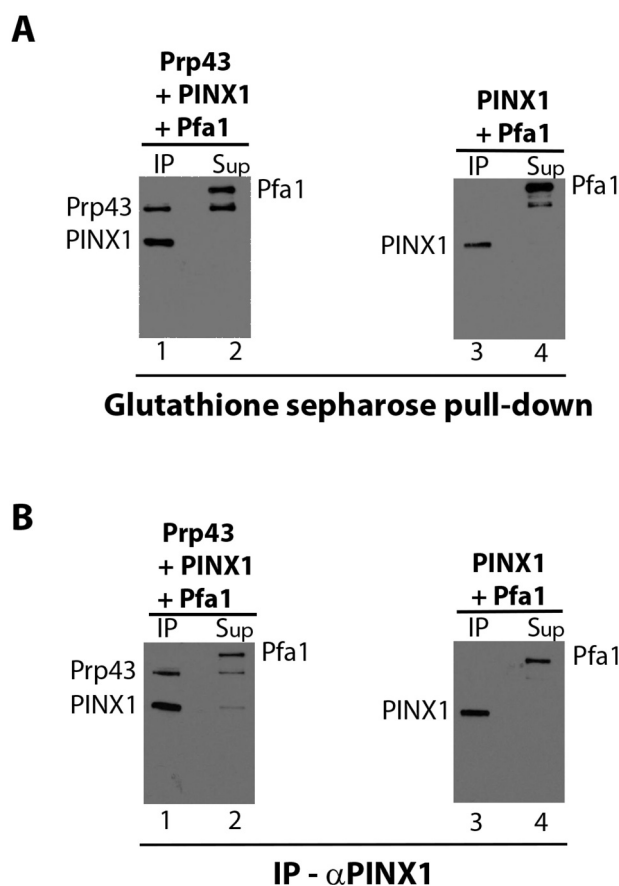 A
Prp43
+ PINX1
+ Pfa1
PINX1
+ Pfa1
IP Sup
IP Sup
Pfa1
Pfa1
Prp43
PINX1
PINX1
1 2
3 4
Glutathione sepharose pull-down
B
Prp43
+ PINX1
+ Pfa1
PINX1
+ Pfa1
IP Sup
IP Sup
Pfa1
Pfa1
Prp43
PINX1
PINX1
1 2
3 4
IP - αPINX1